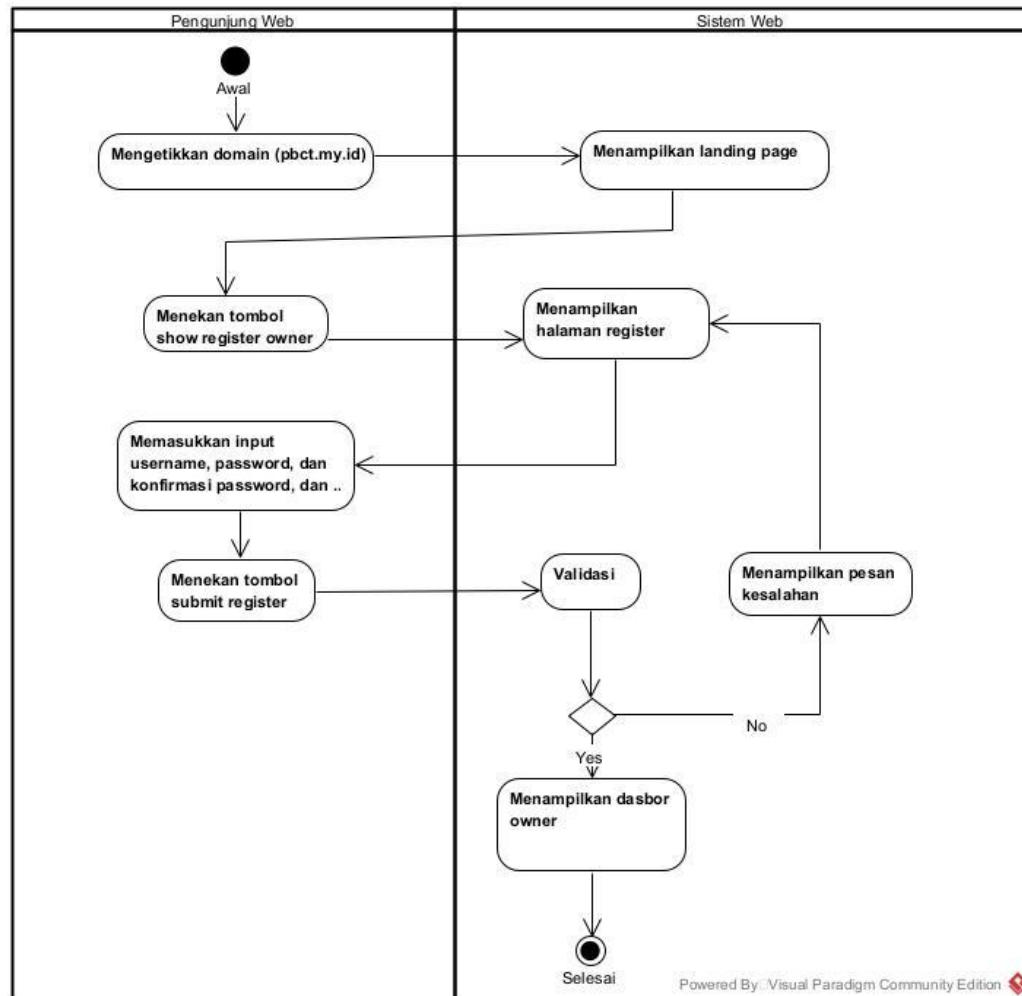 Pengunjung Web
Sistem Web
Awal
Mengetikkan domain (pbct.my.id)
Menampilkan landing page
Menekan tombol
show register owner
Menampilkan
halaman register
Memasukkan input
username, password, dan
konfirmasi password, dan ..
Menekan tombol
submit register
Validasi
Menampilkan pesan
kesalahan
No
Yes
Menampilkan dasbor
owner
Selesai
Powered By Visual Paradigm Community Edition